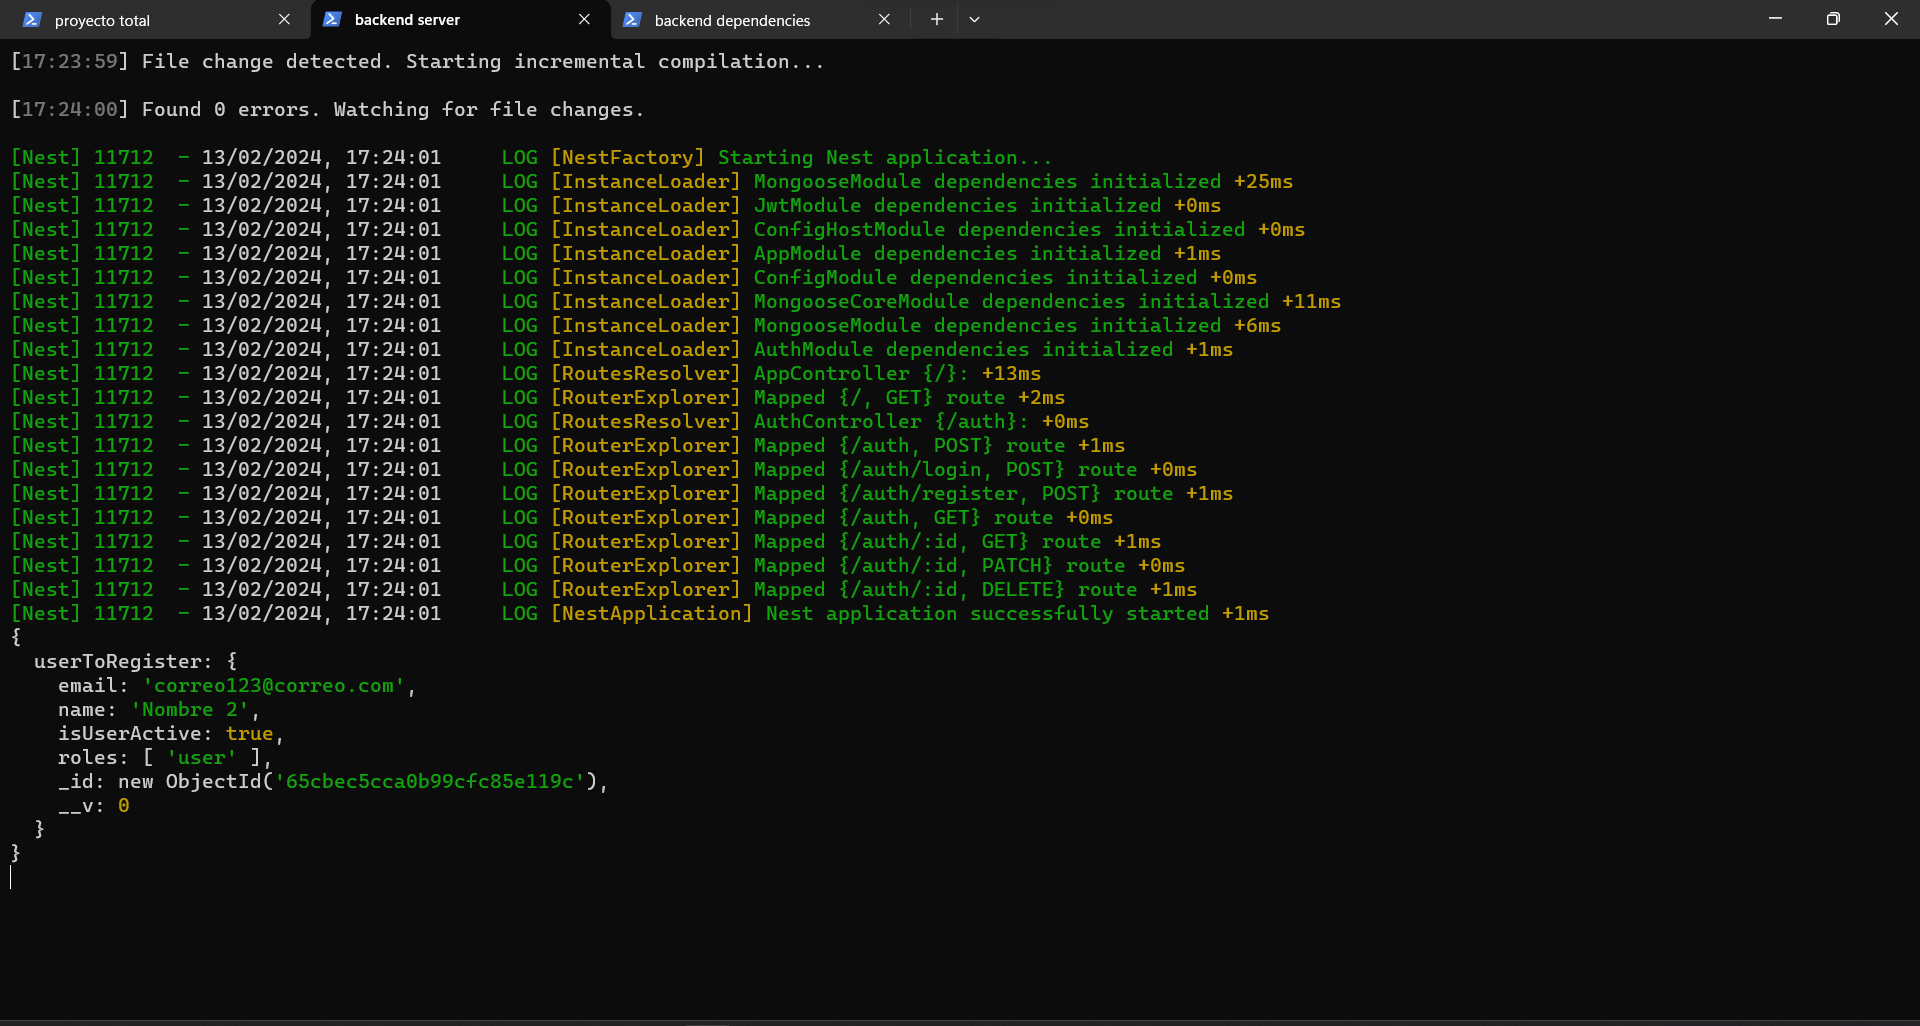 proyecto total
backend server
backend dependencies
[17:23:59] File change detected. Starting incremental compilation...
[17:24:00] Found 0 errors. Watching for file changes.
[Nest] 11712  - 13/02/2024, 17:24:01     LOG [NestFactory] Starting Nest application...
[Nest] 11712  - 13/02/2024, 17:24:01     LOG [InstanceLoader] MongooseModule dependencies initialized +25ms
[Nest] 11712  - 13/02/2024, 17:24:01     LOG [InstanceLoader] JwtModule dependencies initialized +0ms
[Nest] 11712  - 13/02/2024, 17:24:01     LOG [InstanceLoader] ConfigHostModule dependencies initialized +0ms
[Nest] 11712  - 13/02/2024, 17:24:01     LOG [InstanceLoader] AppModule dependencies initialized +1ms
[Nest] 11712  - 13/02/2024, 17:24:01     LOG [InstanceLoader] ConfigModule dependencies initialized +0ms
[Nest] 11712  - 13/02/2024, 17:24:01     LOG [InstanceLoader] MongooseCoreModule dependencies initialized +11ms
[Nest] 11712  - 13/02/2024, 17:24:01     LOG [InstanceLoader] MongooseModule dependencies initialized +6ms
[Nest] 11712  - 13/02/2024, 17:24:01     LOG [InstanceLoader] AuthModule dependencies initialized +1ms
[Nest] 11712  - 13/02/2024, 17:24:01     LOG [RoutesResolver] AppController {/}: +13ms
[Nest] 11712  - 13/02/2024, 17:24:01     LOG [RouterExplorer] Mapped {/, GET} route +2ms
[Nest] 11712  - 13/02/2024, 17:24:01     LOG [RoutesResolver] AuthController {/auth}: +0ms
[Nest] 11712  - 13/02/2024, 17:24:01     LOG [RouterExplorer] Mapped {/auth, POST} route +1ms
[Nest] 11712  - 13/02/2024, 17:24:01     LOG [RouterExplorer] Mapped {/auth/login, POST} route +0ms
[Nest] 11712  - 13/02/2024, 17:24:01     LOG [RouterExplorer] Mapped {/auth/register, POST} route +1ms
[Nest] 11712  - 13/02/2024, 17:24:01     LOG [RouterExplorer] Mapped {/auth, GET} route +0ms
[Nest] 11712  - 13/02/2024, 17:24:01     LOG [RouterExplorer] Mapped {/auth/:id, GET} route +1ms
[Nest] 11712  - 13/02/2024, 17:24:01     LOG [RouterExplorer] Mapped {/auth/:id, PATCH} route +0ms
[Nest] 11712  - 13/02/2024, 17:24:01     LOG [RouterExplorer] Mapped {/auth/:id, DELETE} route +1ms
[Nest] 11712  - 13/02/2024, 17:24:01     LOG [NestApplication] Nest application successfully started +1ms
{
  userToRegister: {
    email: 'correo123@correo.com',
    name: 'Nombre 2',
    isUserActive: true,
    roles: [ 'user' ],
    _id: new ObjectId('65cbec5cca0b99cfc85e119c'),
    __v: 0
  }
}